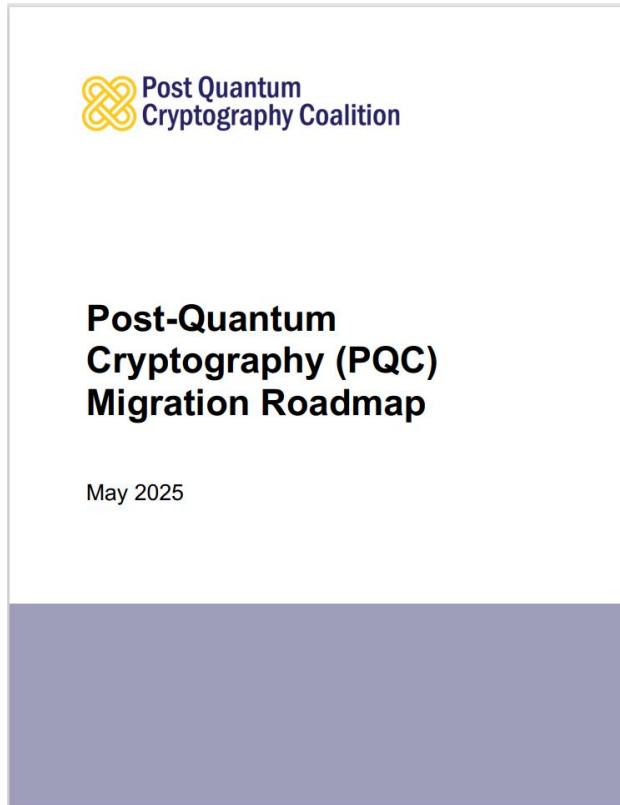 Post Quantum
Cryptography Coalition
Post-Quantum
Cryptography (PQC)
Migration Roadmap
May 2025